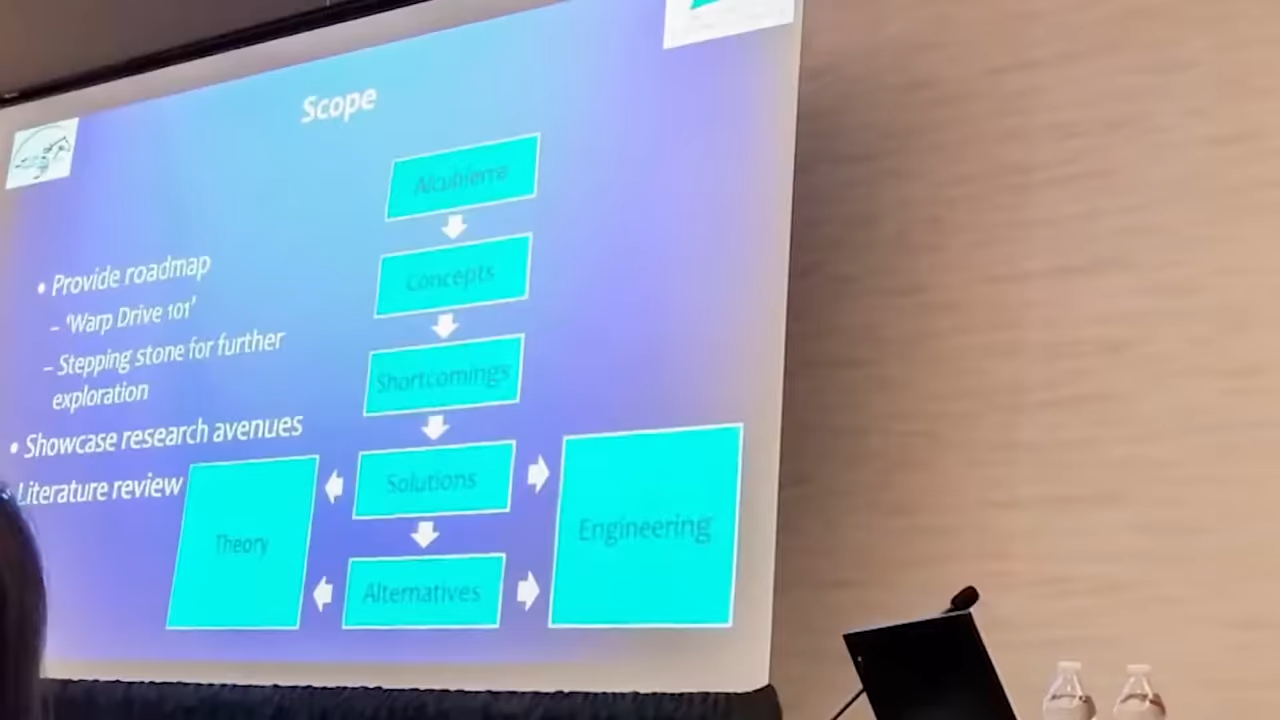 Scope
• Provide roadmap
– ‘Warp Drive 101’
– Stepping stone for further
exploration
• Showcase research avenues
Literature review
Alcubierre
Concepts
Shortcomings
Solutions
Theory
Engineering
Alternatives